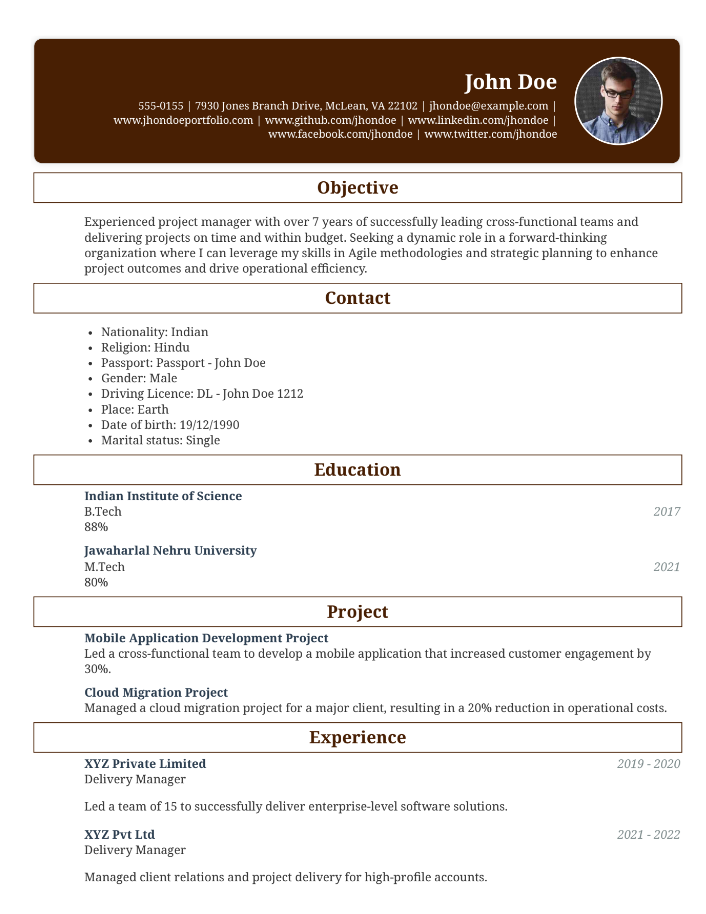 John Doe
555-0155 | 7930 Jones Branch Drive, McLean, VA 22102 | jhondoe@example.com |
www.jhondoeportfolio.com | www.github.com/jhondoe | www.linkedin.com/jhondoe |
www.facebook.com/jhondoe | www.twitter.com/jhondoe
Objective
Experienced project manager with over 7 years of successfully leading cross-functional teams and
delivering projects on time and within budget. Seeking a dynamic role in a forward-thinking
organization where I can leverage my skills in Agile methodologies and strategic planning to enhance
project outcomes and drive operational efficiency.
Contact
• Nationality: Indian
• Religion: Hindu
• Passport: Passport - John Doe
• Gender: Male
• Driving Licence: DL - John Doe 1212
• Place: Earth
• Date of birth: 19/12/1990
• Marital status: Single
Education
Indian Institute of Science
B.Tech 2017
88%
Jawaharlal Nehru University
M.Tech 2021
80%
Project
Mobile Application Development Project
Led a cross-functional team to develop a mobile application that increased customer engagement by
30%.
Cloud Migration Project
Managed a cloud migration project for a major client, resulting in a 20% reduction in operational costs.
Experience
XYZ Private Limited 2019 - 2020
Delivery Manager
Led a team of 15 to successfully deliver enterprise-level software solutions.
XYZ Pvt Ltd 2021 - 2022
Delivery Manager
Managed client relations and project delivery for high-profile accounts.